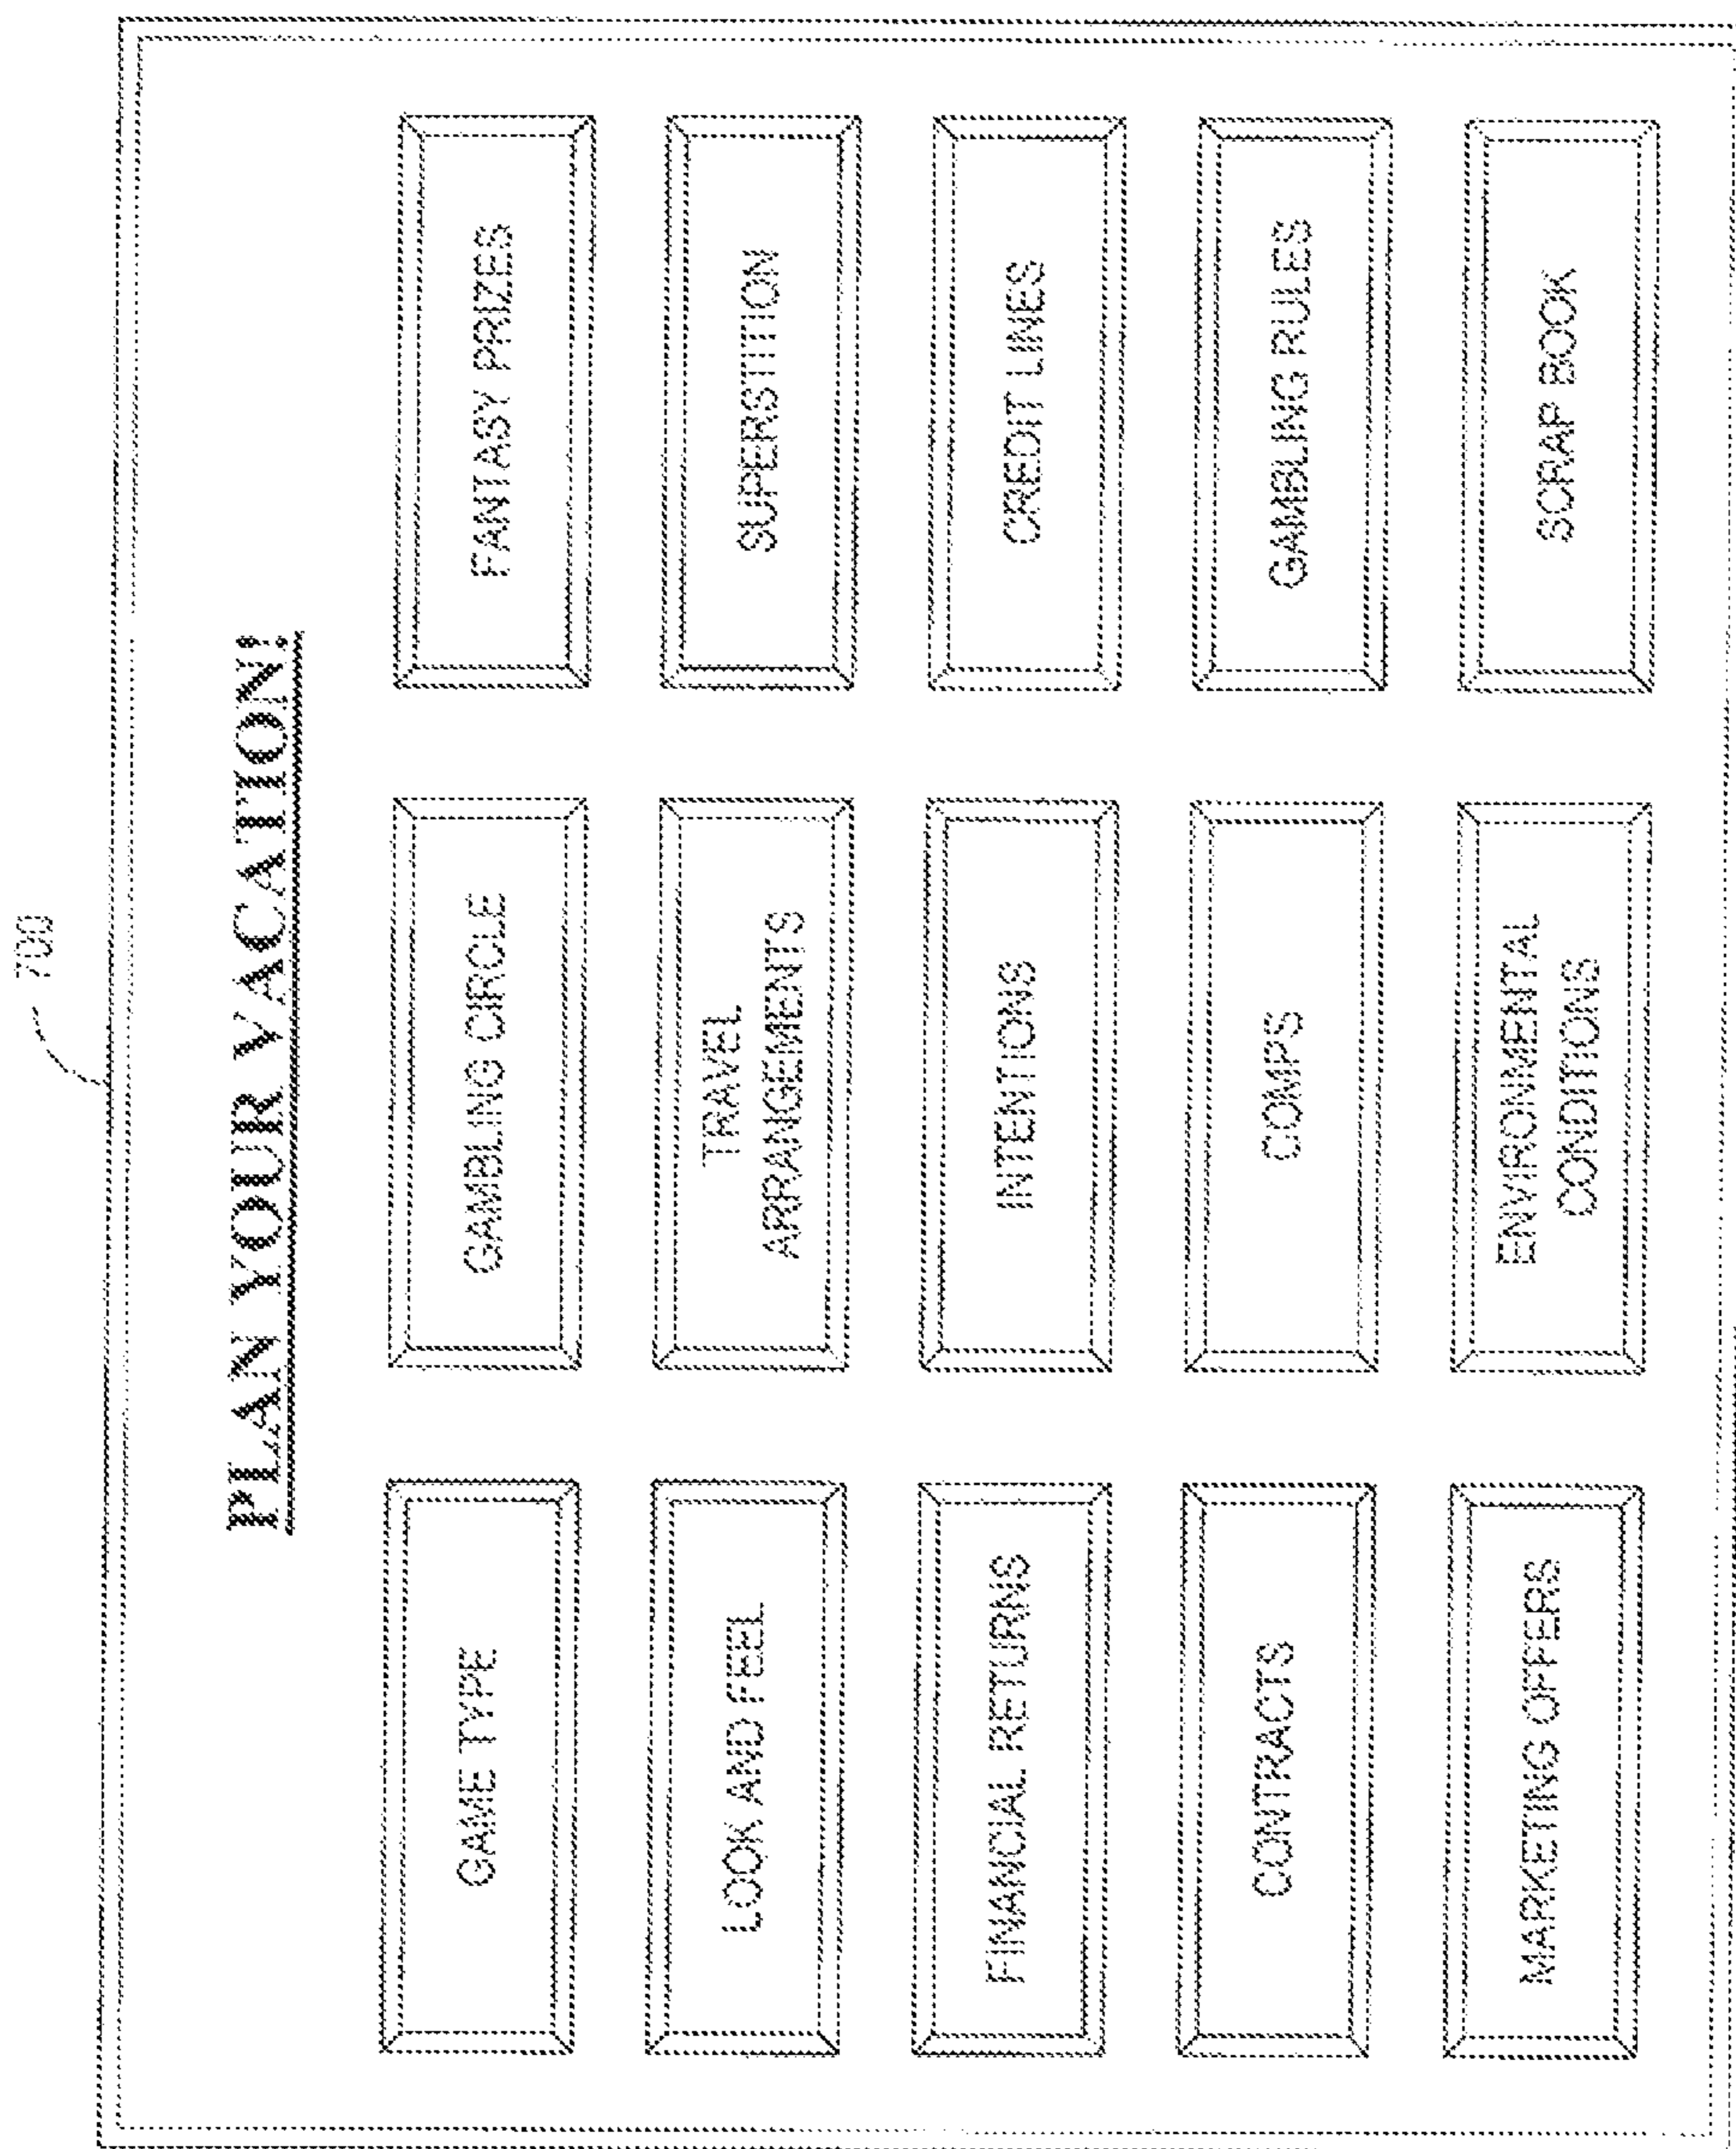 700
PLAN YOUR VACATION!
GAME TYPE
GAMBLING CIRCLE
FANTASY PRIZES
LOOK AND FEEL
TRAVEL
ARRANGEMENTS
SUPERSTITION
FINANCIAL RETURNS
INTENTIONS
CREDIT LINES
CONTRACTS
COMPS
GAMBLING RULES
MARKETING OFFERS
ENVIRONMENTAL
CONDITIONS
SCRAP BOOK